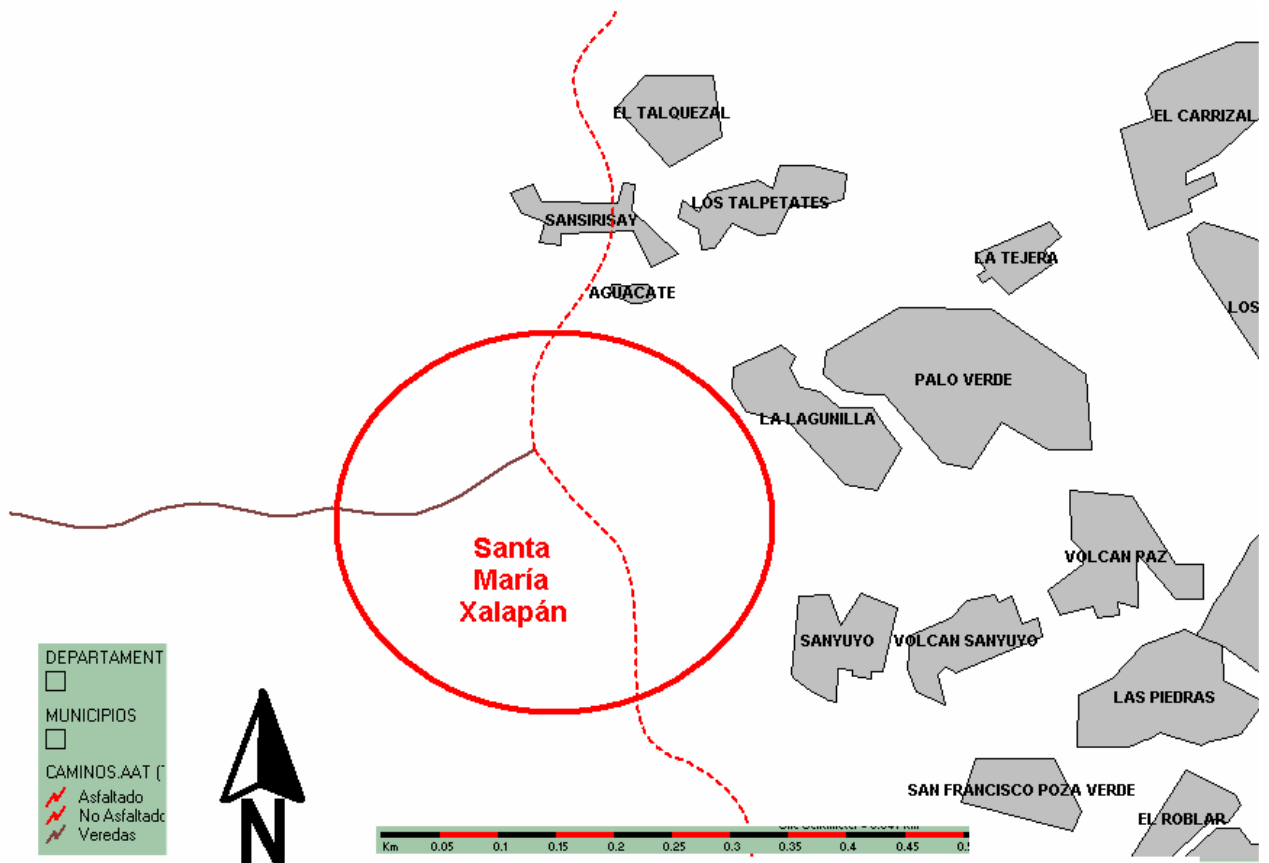 EL TALQUEZAL
EL CARRIZAL
LOS TALPETATES
SANSIRISAY
LA TEJERA
AGUACATE
LOS
PALO VERDE
LA LAGUNILLA
Santa
María
Xalapán
VOLCAN PAZ
SANYUYO
VOLCAN SANYUYO
LAS PIEDRAS
SAN FRANCISCO POZA VERDE
EL ROBLAR
DEPARTAMENT
MUNICIPIOS
CAMINOS.AAT (
Asfaltado
No Asfaltado
Veredas
N
Km 0.05 0.1 0.15 0.2 0.25 0.3 0.35 0.4 0.45